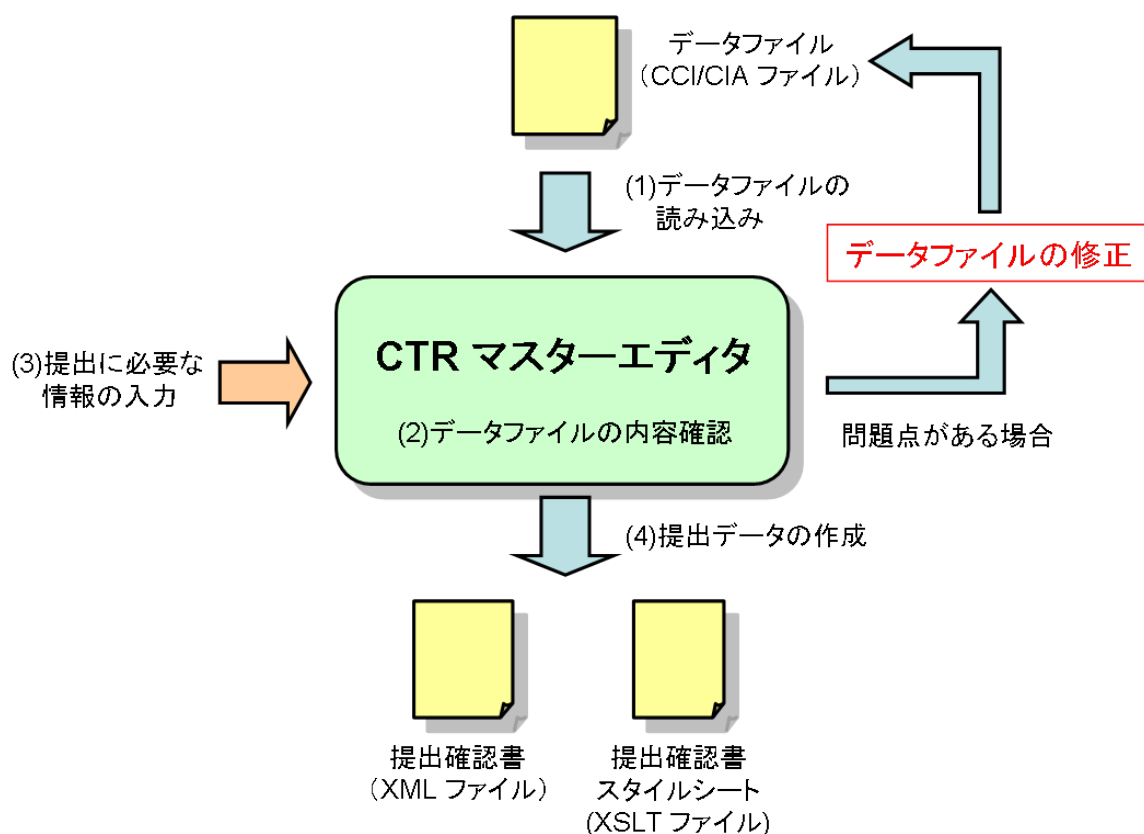 データファイル
(CCI/CIA ファイル)
(1)データファイルの
読み込み
データファイルの修正
(3)提出に必要な
情報の入力
CTR マスターエディタ
(2)データファイルの内容確認
問題点がある場合
(4)提出データの作成
提出確認書
(XML ファイル)
提出確認書
スタイルシート
(XSLT ファイル)